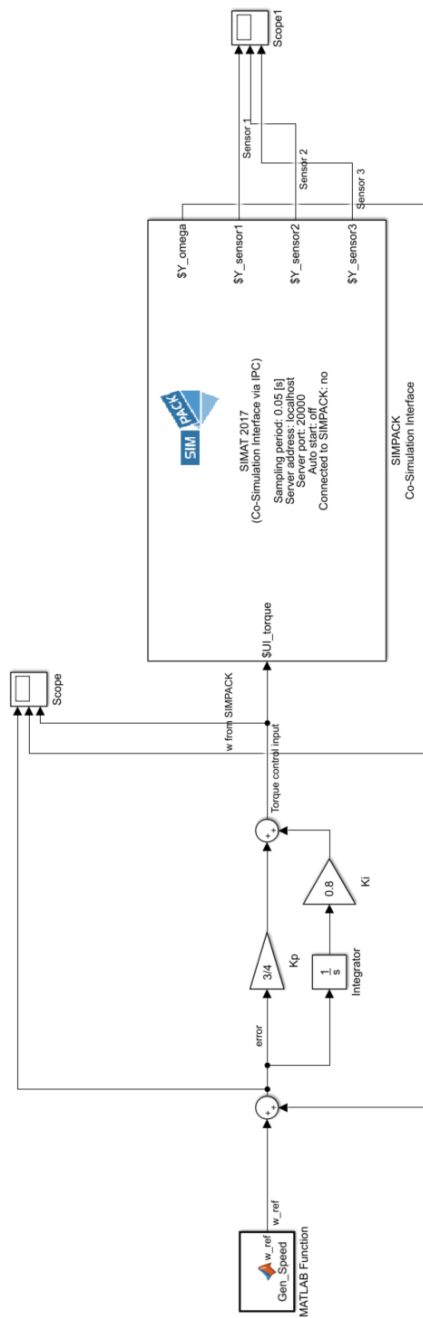 w_ref
Gen_Speed
MATLAB Function
w_ref
+
+
error
3/4
Kp
1
s
Integrator
0.8
Ki
+
+
Torque control input
w from SIMPACK
Scope
$UI_torque
SIM
PACK
SIMAT 2017
(Co-Simulation Interface via IPC)
Sampling period: 0.05 [s]
Server address: localhost
Server port: 20000
Auto start: off
Connected to SIMPACK: no
$Y_omega
$Y_sensor1
$Y_sensor2
$Y_sensor3
SIMPACK
Co-Simulation Interface
Sensor 1
Sensor 2
Sensor 3
Scope1